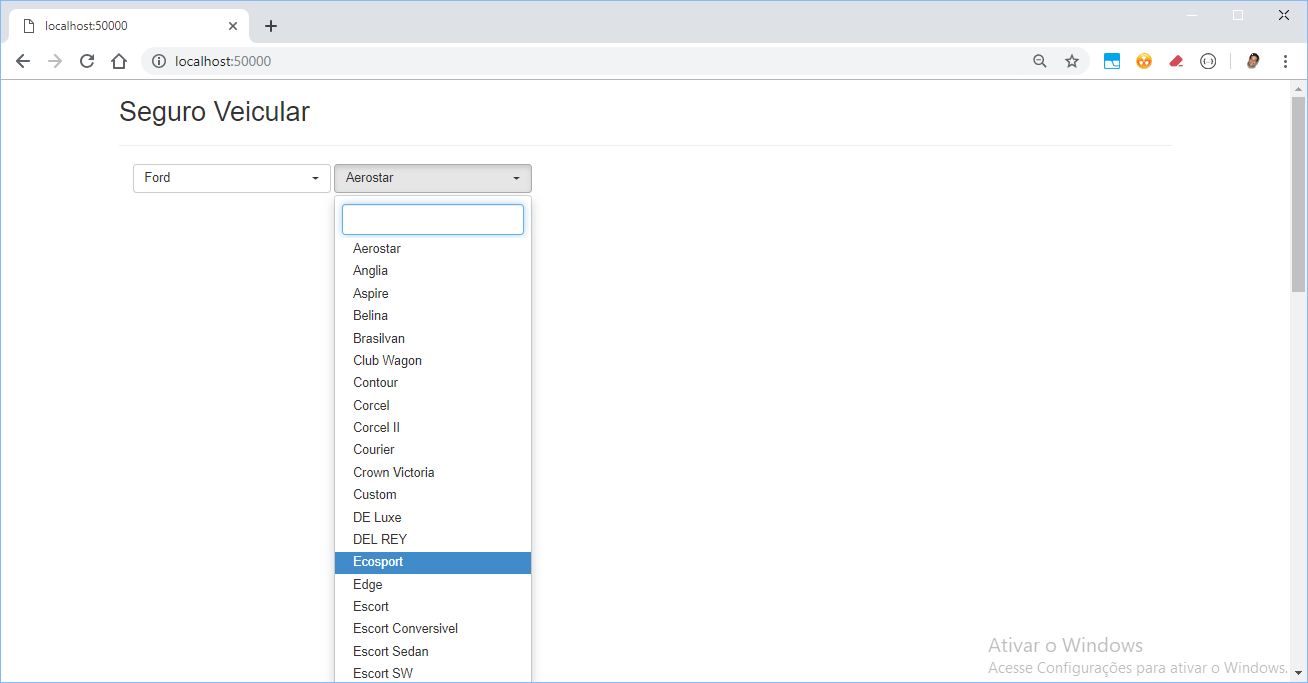 localhost:50000
localhost:50000
Seguro Veicular
Ford
Aerostar
Aerostar
Anglia
Aspire
Belina
Brasilvan
Club Wagon
Contour
Corcel
Corcel II
Courier
Crown Victoria
Custom
DE Luxe
DEL REY
Ecosport
Edge
Escort
Escort Conversivel
Escort Sedan
Escort SW
Ativar o Windows
Acesse Configurações para ativar o Windows.